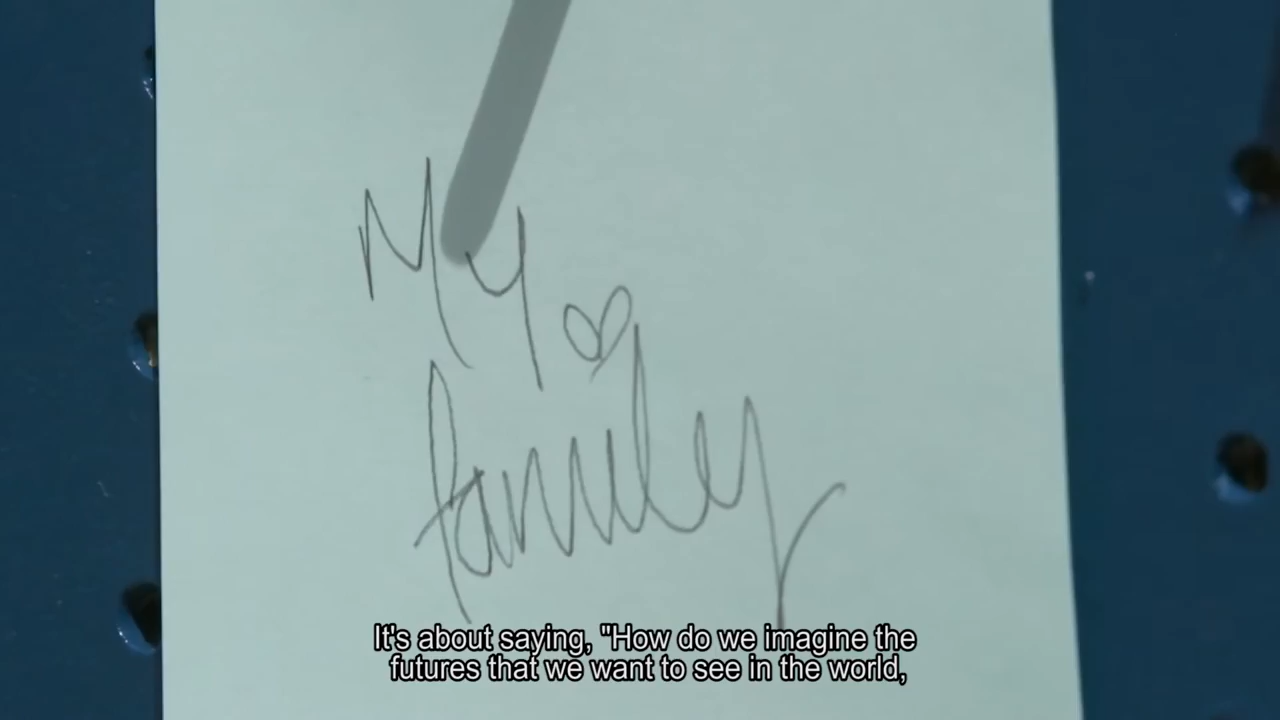 My
family
It's about saying, "How do we imagine the
futures that we want to see in the world,